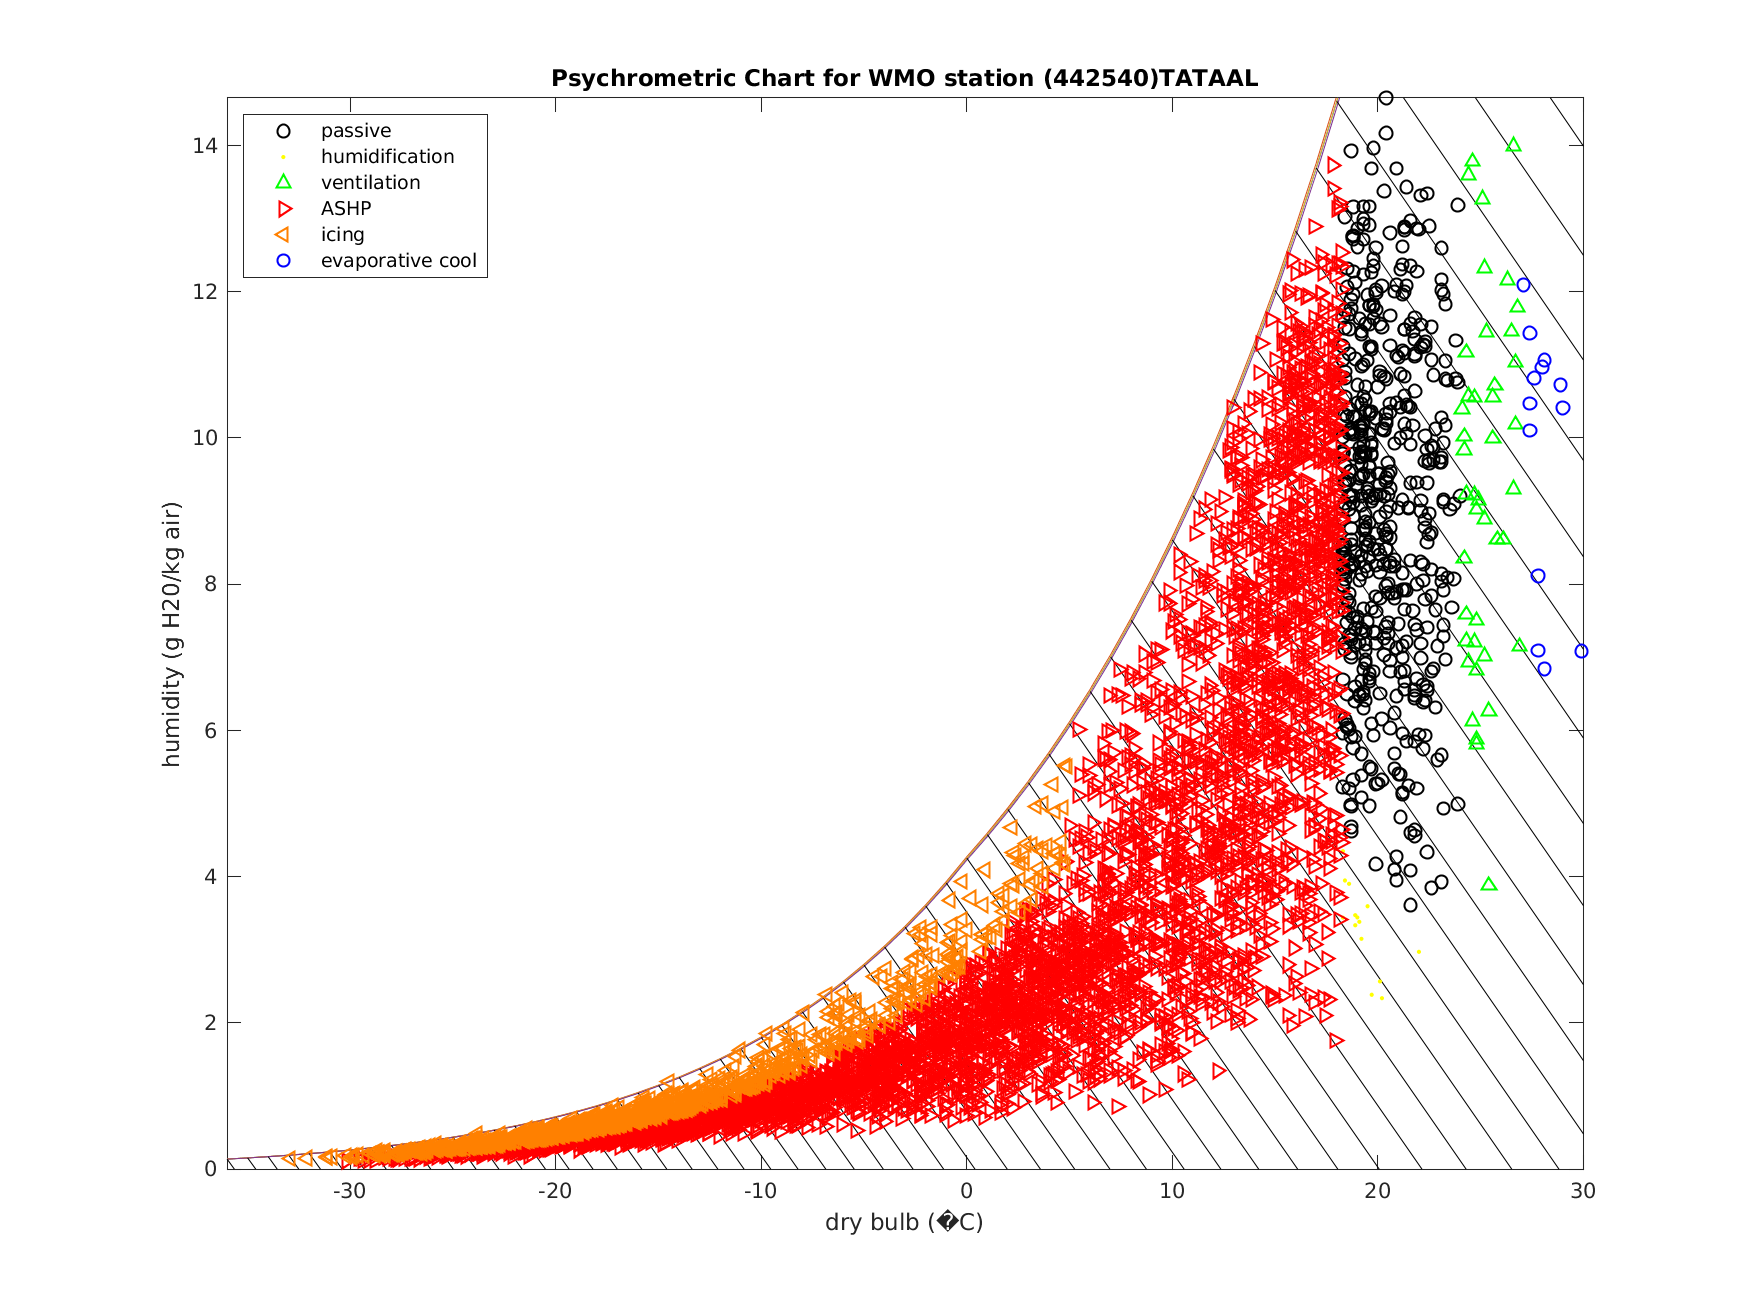 Psychrometric Chart for WMO station (442540)TATAAL
passive
humidification
ventilation
ASHP
icing
evaporative cool
humidity (g H20/kg air)
14
12
10
8
6
4
2
0
-30 -20 -10 0 10 20 30
dry bulb (�C)